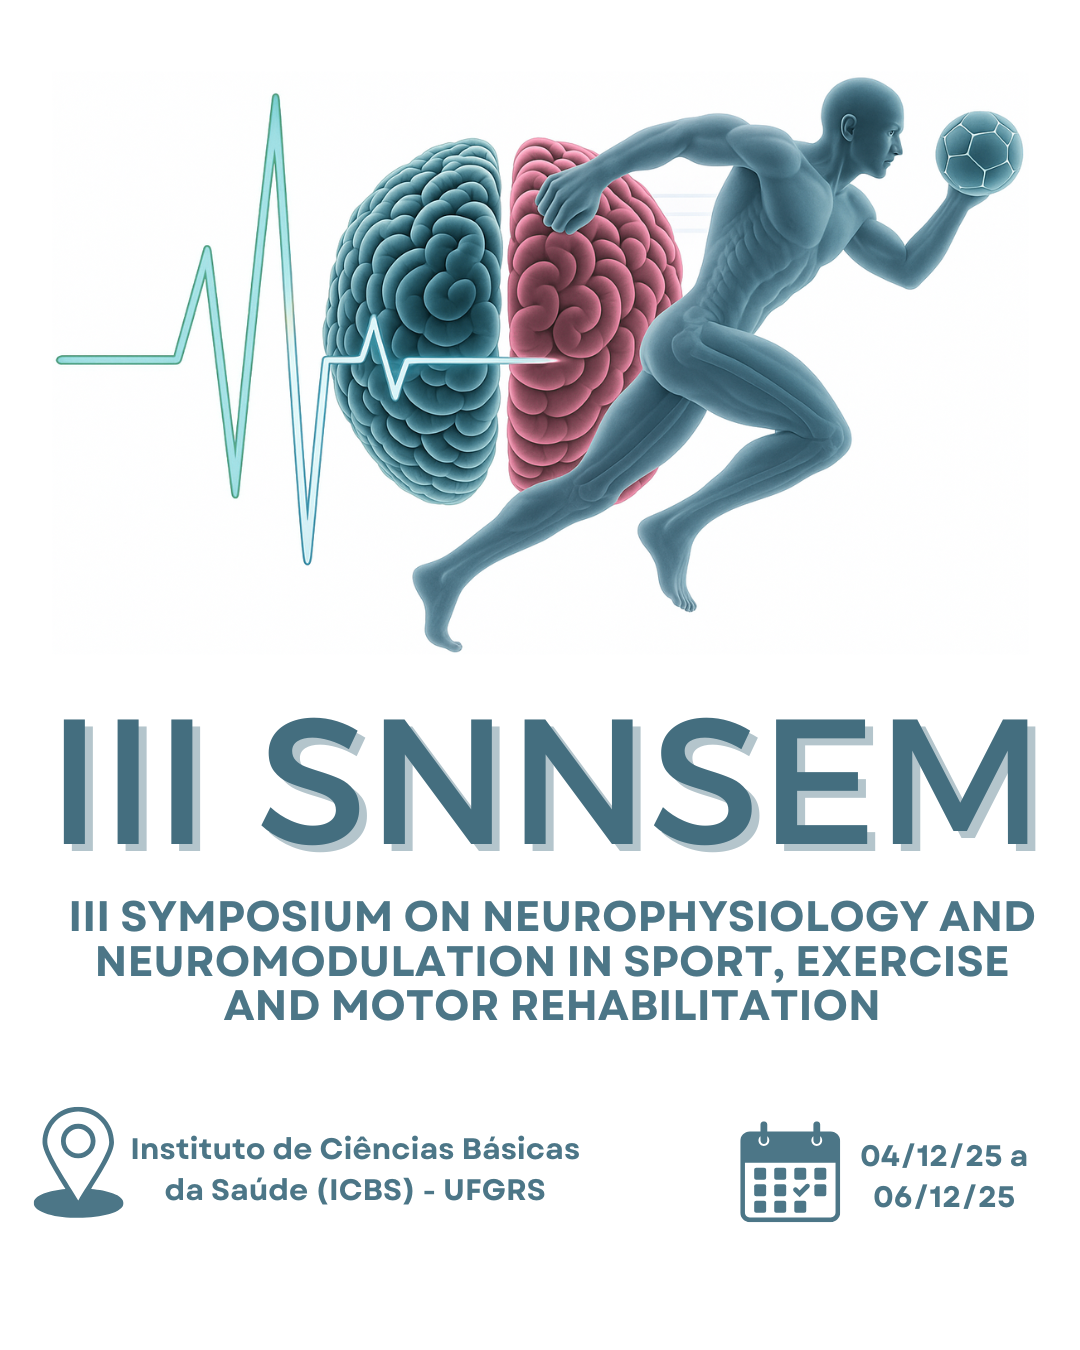 III SNNSEM
III SYMPOSIUM ON NEUROPHYSIOLOGY AND
NEUROMODULATION IN SPORT, EXERCISE
AND MOTOR REHABILITATION
Instituto de Ciências Básicas
da Saúde (ICBS) - UFGRS
04/12/25 a
06/12/25